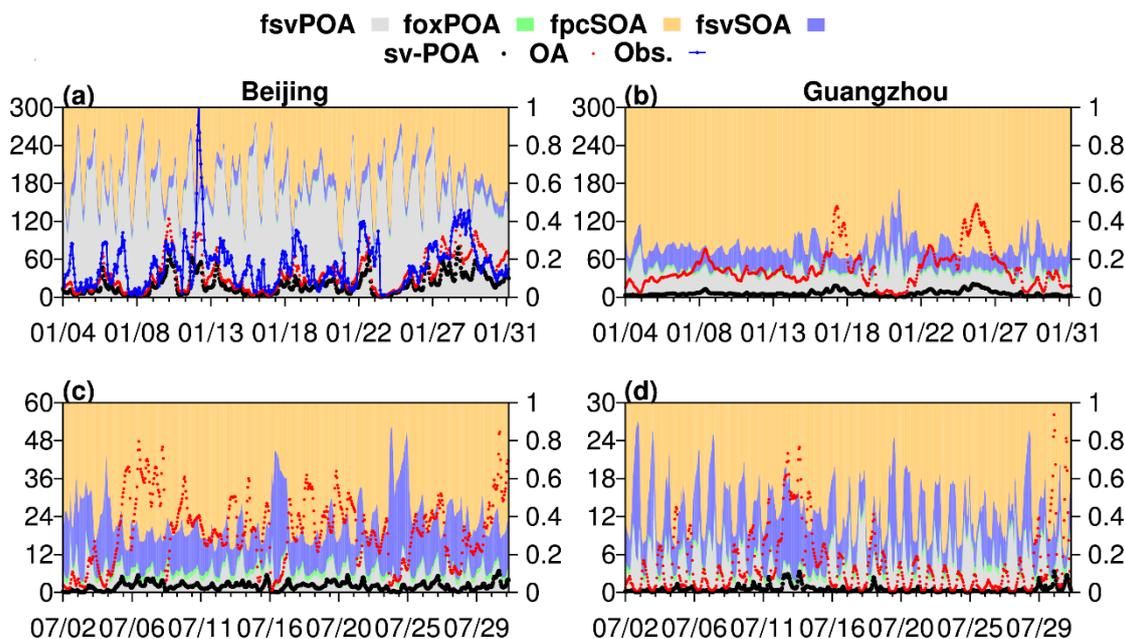 fsvPOA foxPOA fpcSOA fsvSOA
sv-POA OA Obs.
(a) Beijing
300 1
240 0.8
180 0.6
120 0.4
60 0.2
0 0
01/04 01/08 01/13 01/18 01/22 01/27 01/31
(b) Guangzhou
300 1
240 0.8
180 0.6
120 0.4
60 0.2
0 0
01/04 01/08 01/13 01/18 01/22 01/27 01/31
(c)
60 1
48 0.8
36 0.6
24 0.4
12 0.2
0 0
07/02 07/06 07/11 07/16 07/20 07/25 07/29
(d)
30 1
24 0.8
18 0.6
12 0.4
6 0.2
0 0
07/02 07/06 07/11 07/16 07/20 07/25 07/29